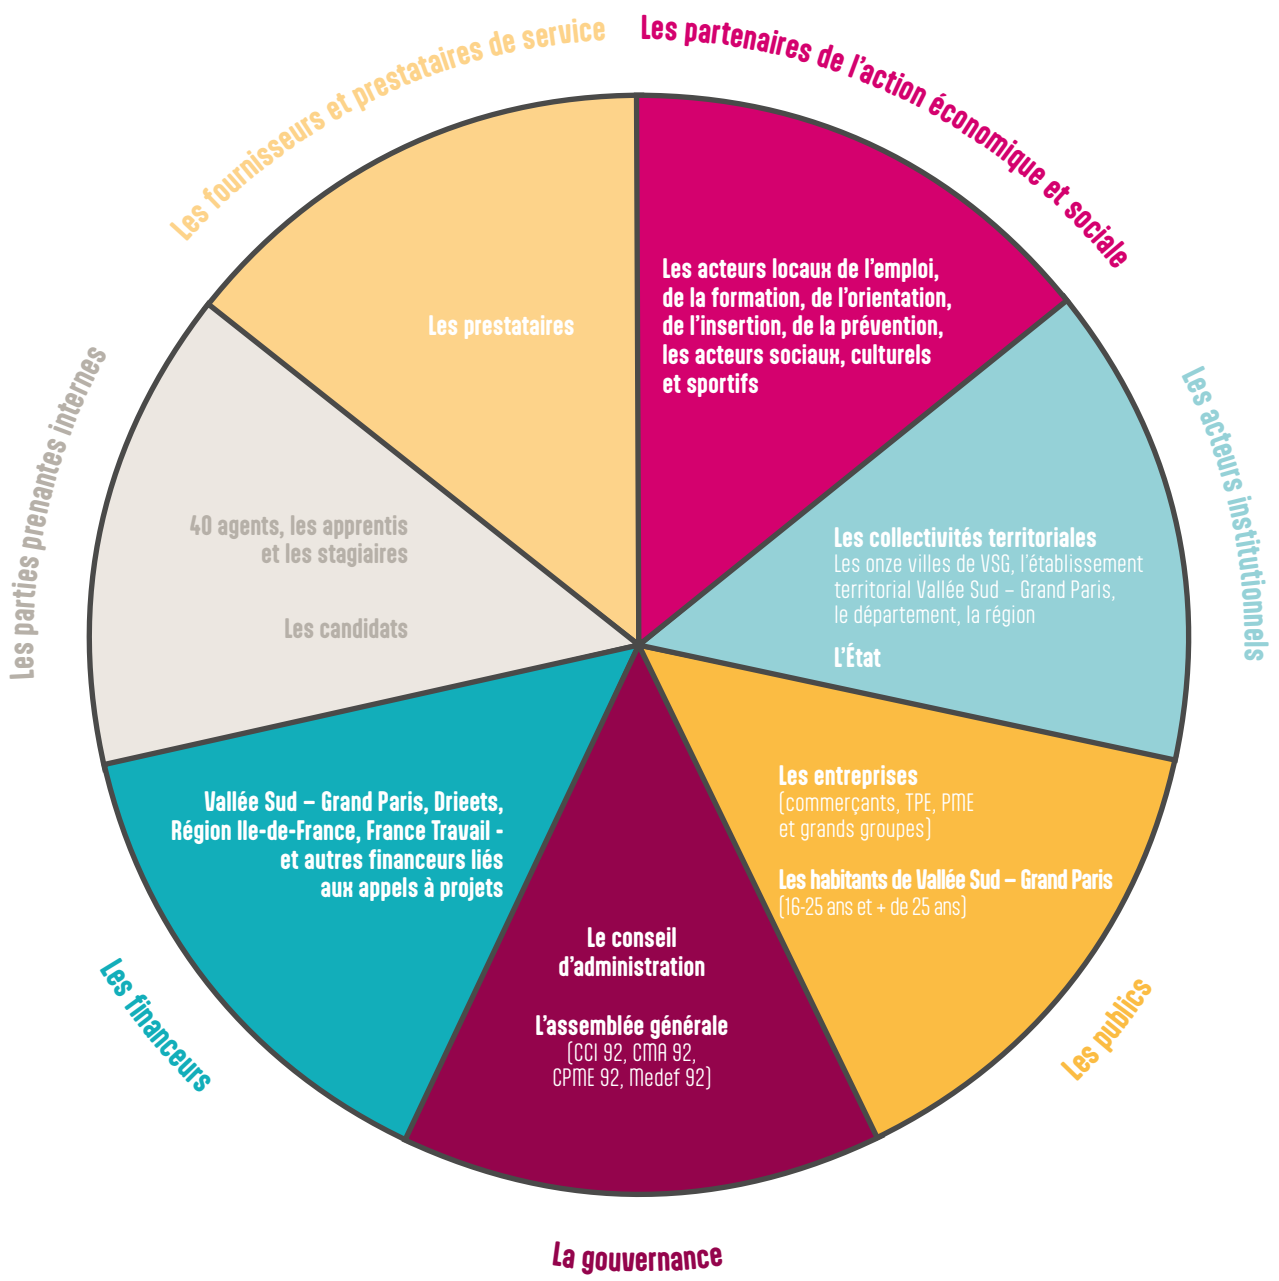 Les partenaires de l'action économique et sociale
Les acteurs locaux de l'emploi,
de la formation, de l'orientation,
de l'insertion, de la prévention,
les acteurs sociaux, culturels
et sportifs
Les acteurs institutionnels
Les collectivités territoriales
Les onze villes de VSG, l'établissement
territorial Vallée Sud – Grand Paris,
le département, la région
L'État
Les publics
Les entreprises
(commerçants, TPE, PME
et grands groupes)
Les habitants de Vallée Sud – Grand Paris
(16-25 ans et + de 25 ans)
La gouvernance
Le conseil
d'administration
L'assemblée générale
(CCI 92, CMA 92,
CPME 92, Medef 92)
Les financeurs
Vallée Sud – Grand Paris, Drieets,
Région Ile-de-France, France Travail -
et autres financeurs liés
aux appels à projets
Les parties prenantes internes
40 agents, les apprentis
et les stagiaires
Les candidats
Les fournisseurs et prestataires de service
Les prestataires